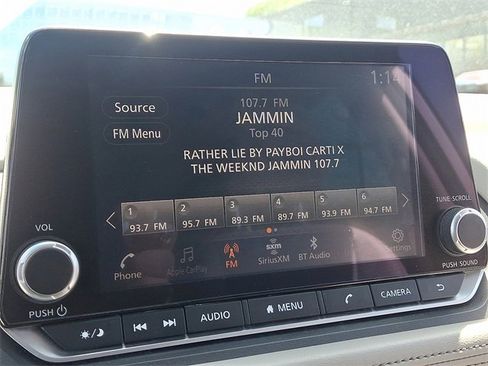 FM
1:14
Source
FM Menu
107.7 FM
JAMMIN
Top 40
RATHER LIE BY PAYBOI CARTI X
THE WEEKND JAMMIN 107.7
1 2 3 4 5 6
93.7 FM 95.7 FM 89.3 FM 89.7 FM 93.9 FM 94.7 FM
Phone
Apple CarPlay
FM
sxm
SiriusXM
BT Audio
Settings
VOL
PUSH
TUNE·SCROLL
PUSH SOUND
AUDIO
MENU
CAMERA